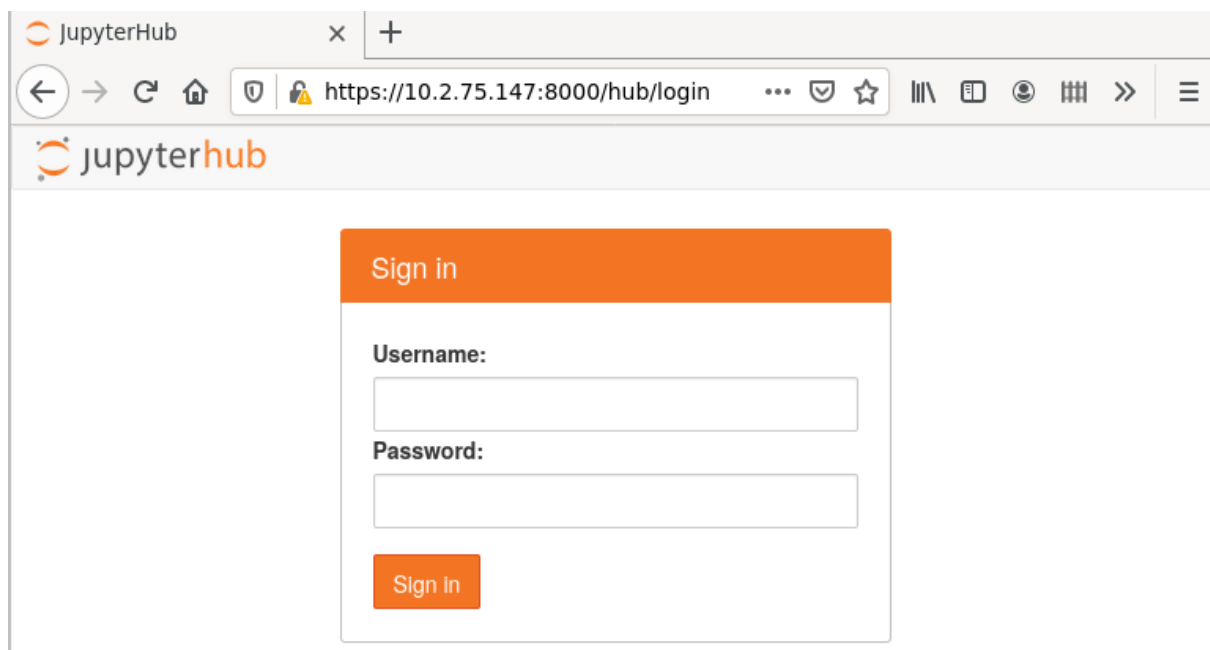 JupyterHub
https://10.2.75.147:8000/hub/login
jupyterhub
Sign in
Username:
Password:
Sign in